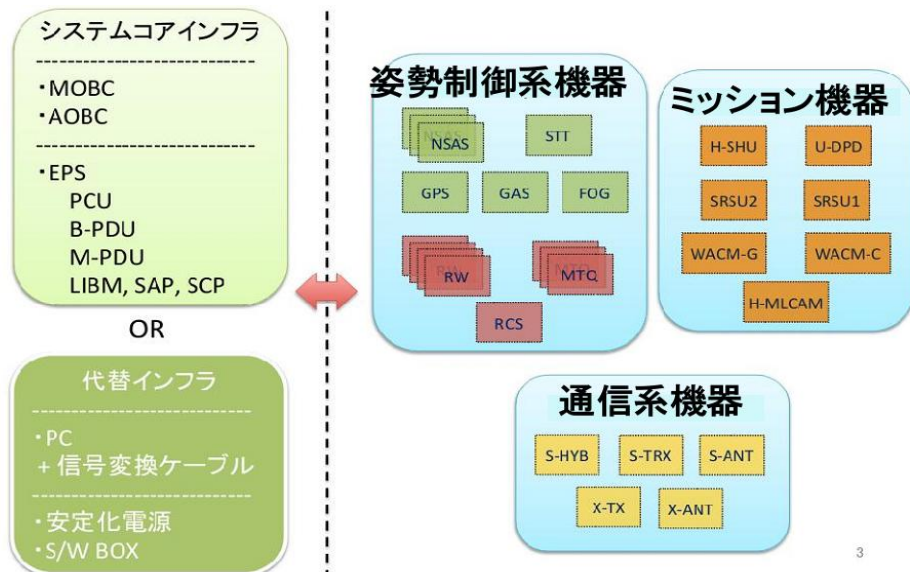 システムコアインフラ
------------------------------
・MOBC
・AOBC
------------------------------
・EPS
PCU
B-PDU
M-PDU
LIBM, SAP, SCP
OR
代替インフラ
------------------------------
・PC
+ 信号変換ケーブル
------------------------------
・安定化電源
・S/W BOX
姿勢制御系機器
NSAS
STT
GPS
GAS
FOG
RW
MTQ
RCS
ミッション機器
H-SHU
U-DPD
SRSU2
SRSU1
WACM-G
WACM-C
H-MLCAM
通信系機器
S-HYB
S-TRX
S-ANT
X-TX
X-ANT
3